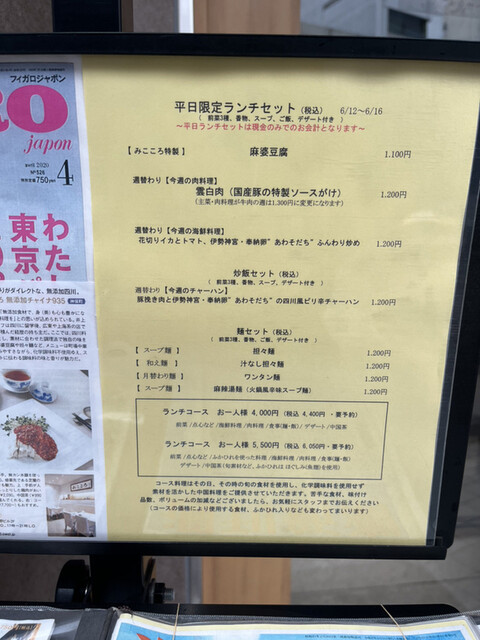 フィガロジャポン
RO
japon
avril 2020
Nº526
特別定価750yen
4
わた
東京
無添加チャイナ935
平日限定ランチセット（税込） 6/12～6/16
（ 前菜3種、香物、スープ、ご飯、デザート付き ）
～平日ランチセットは現金のみでのお会計となります～
【 みこころ特製 】 麻婆豆腐 1.100円
週替わり【今週の肉料理】
雲白肉（国産豚の特製ソースがけ） 1,200円
（主菜・肉料理が牛肉の週は1,300円に変更になります）
週替わり【今週の海鮮料理】
花切りイカとトマト、伊勢神宮・奉納卵”あわそだち”ふんわり炒め 1.200円
炒飯セット（税込）
（ 前菜3種、香物、スープ、デザート付き ）
週替わり【今週のチャーハン】
豚挽き肉と伊勢神宮・奉納卵”あわそだち”の四川風ピリ辛チャーハン 1.200円
麺セット（税込）
（ 前菜3種、香物、ご飯、デザート付き ）
【 スープ麺 】 担々麺 1.200円
【 和え麺 】 汁なし担々麺 1.200円
【 月替わり麺 】 ワンタン麺 1.200円
【 スープ麺 】 麻辣湯麺（火鍋風辛味スープ麺） 1.200円
ランチコース お一人様 4,000円（税込 4,400円 ・要予約）
前菜 / 点心など / 海鮮料理 / 肉料理 / 食事(麺・飯) / デザート / 中国茶
ランチコース お一人様 5,500円（税込 6,050円・要予約）
前菜 / 点心など / ふかひれを使った料理 / 海鮮料理 / 肉料理 / 食事(麺・飯)
デザート / 中国茶（旬素材など、ふかひれは ほぐしみ(魚翅)を使用）
コース料理はその日、その時の旬の食材を使用し、化学調味料を使用せず
素材を活かした中国料理をご提供させていただきます。苦手な食材、味付け
品数、ボリュームの加減などございましたら、お気軽にスタッフまでお伝えください
（コースの価格により使用する食材、ふかひれ入りなども変わってまいります）